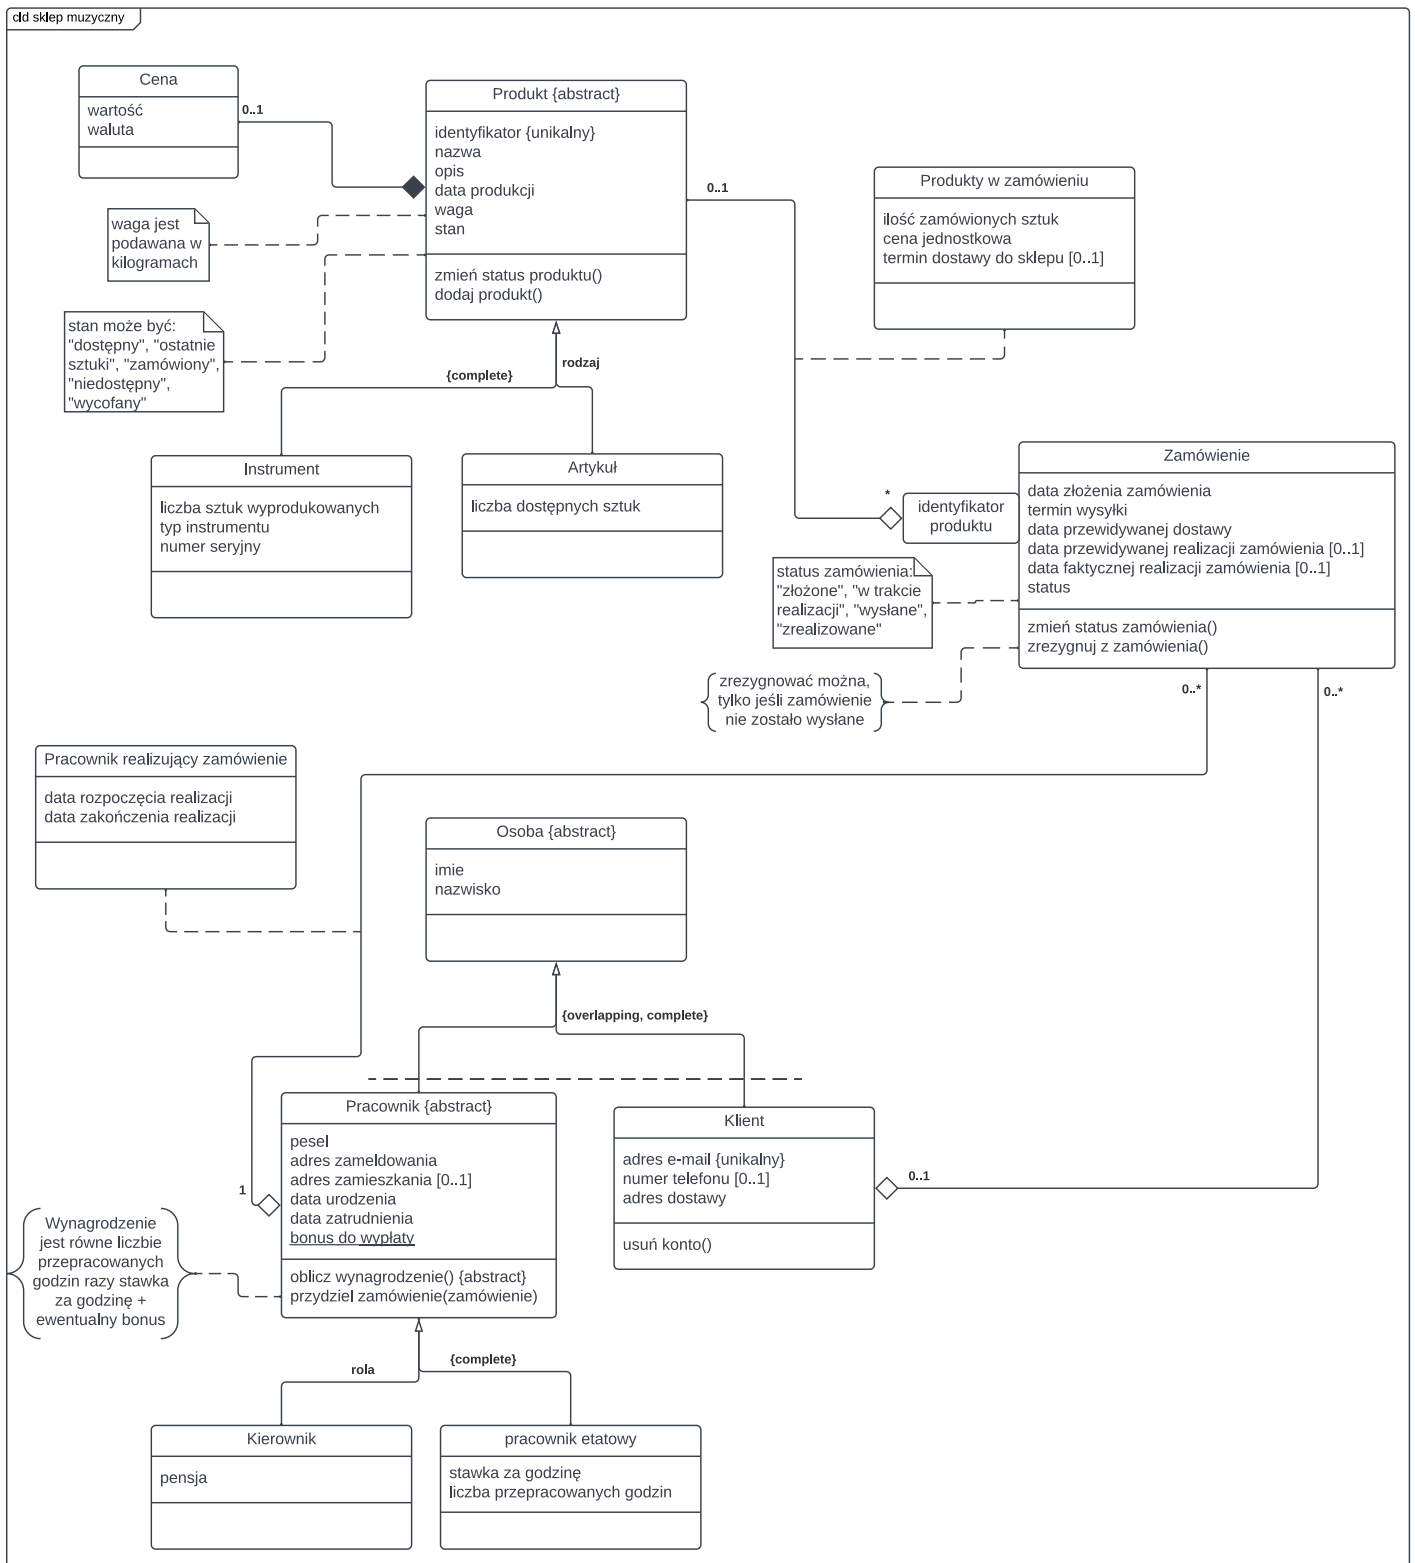 cld sklep muzyczny
Cena
wartość
waluta
0..1
Produkt {abstract}
identyfikator {unikalny}
nazwa
opis
data produkcji
waga
stan
zmień status produktu()
dodaj produkt()
0..1
Produkty w zamówieniu
ilość zamówionych sztuk
cena jednostkowa
termin dostawy do sklepu [0..1]
waga jest
podawana w
kilogramach
stan może być:
"dostępny", "ostatnie
sztuki", "zamówiony",
"niedostępny",
"wycofany"
{complete}
rodzaj
Instrument
liczba sztuk wyprodukowanych
typ instrumentu
numer seryjny
Artykuł
liczba dostępnych sztuk
*
identyfikator
produktu
Zamówienie
data złożenia zamówienia
termin wysyłki
data przewidywanej dostawy
data przewidywanej realizacji zamówienia [0..1]
data faktycznej realizacji zamówienia [0..1]
status
zmień status zamówienia()
zrezygnuj z zamówienia()
status zamówienia:
"złożone", "w trakcie
realizacji", "wysłane",
"zrealizowane"
zrezygnować można,
tylko jeśli zamówienie
nie zostało wysłane
0..*
0..*
Pracownik realizujący zamówienie
data rozpoczęcia realizacji
data zakończenia realizacji
Osoba {abstract}
imie
nazwisko
{overlapping, complete}
Pracownik {abstract}
pesel
adres zameldowania
adres zamieszkania [0..1]
data urodzenia
data zatrudnienia
bonus do wypłaty
oblicz wynagrodzenie() {abstract}
przydziel zamówienie(zamówienie)
1
Klient
adres e-mail {unikalny}
numer telefonu [0..1]
adres dostawy
usuń konto()
0..1
Wynagrodzenie
jest równe liczbie
przepracowanych
godzin razy stawka
za godzinę +
ewentualny bonus
rola
{complete}
Kierownik
pensja
pracownik etatowy
stawka za godzinę
liczba przepracowanych godzin